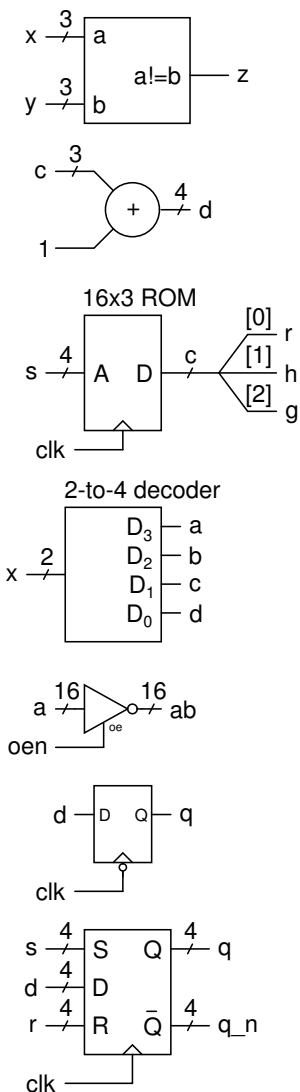 3
x a
a!=b z
3
y b
3
c
+ 4 d
1
16x3 ROM
[0] r
s 4 A D c [1] h
[2] g
clk
2-to-4 decoder
D3 a
x 2 D2 b
D1 c
D0 d
a 16 16 ab
oen oe
d D Q q
clk
s 4 S Q 4 q
d 4 D
r 4 R Q̅ 4 q_n
clk